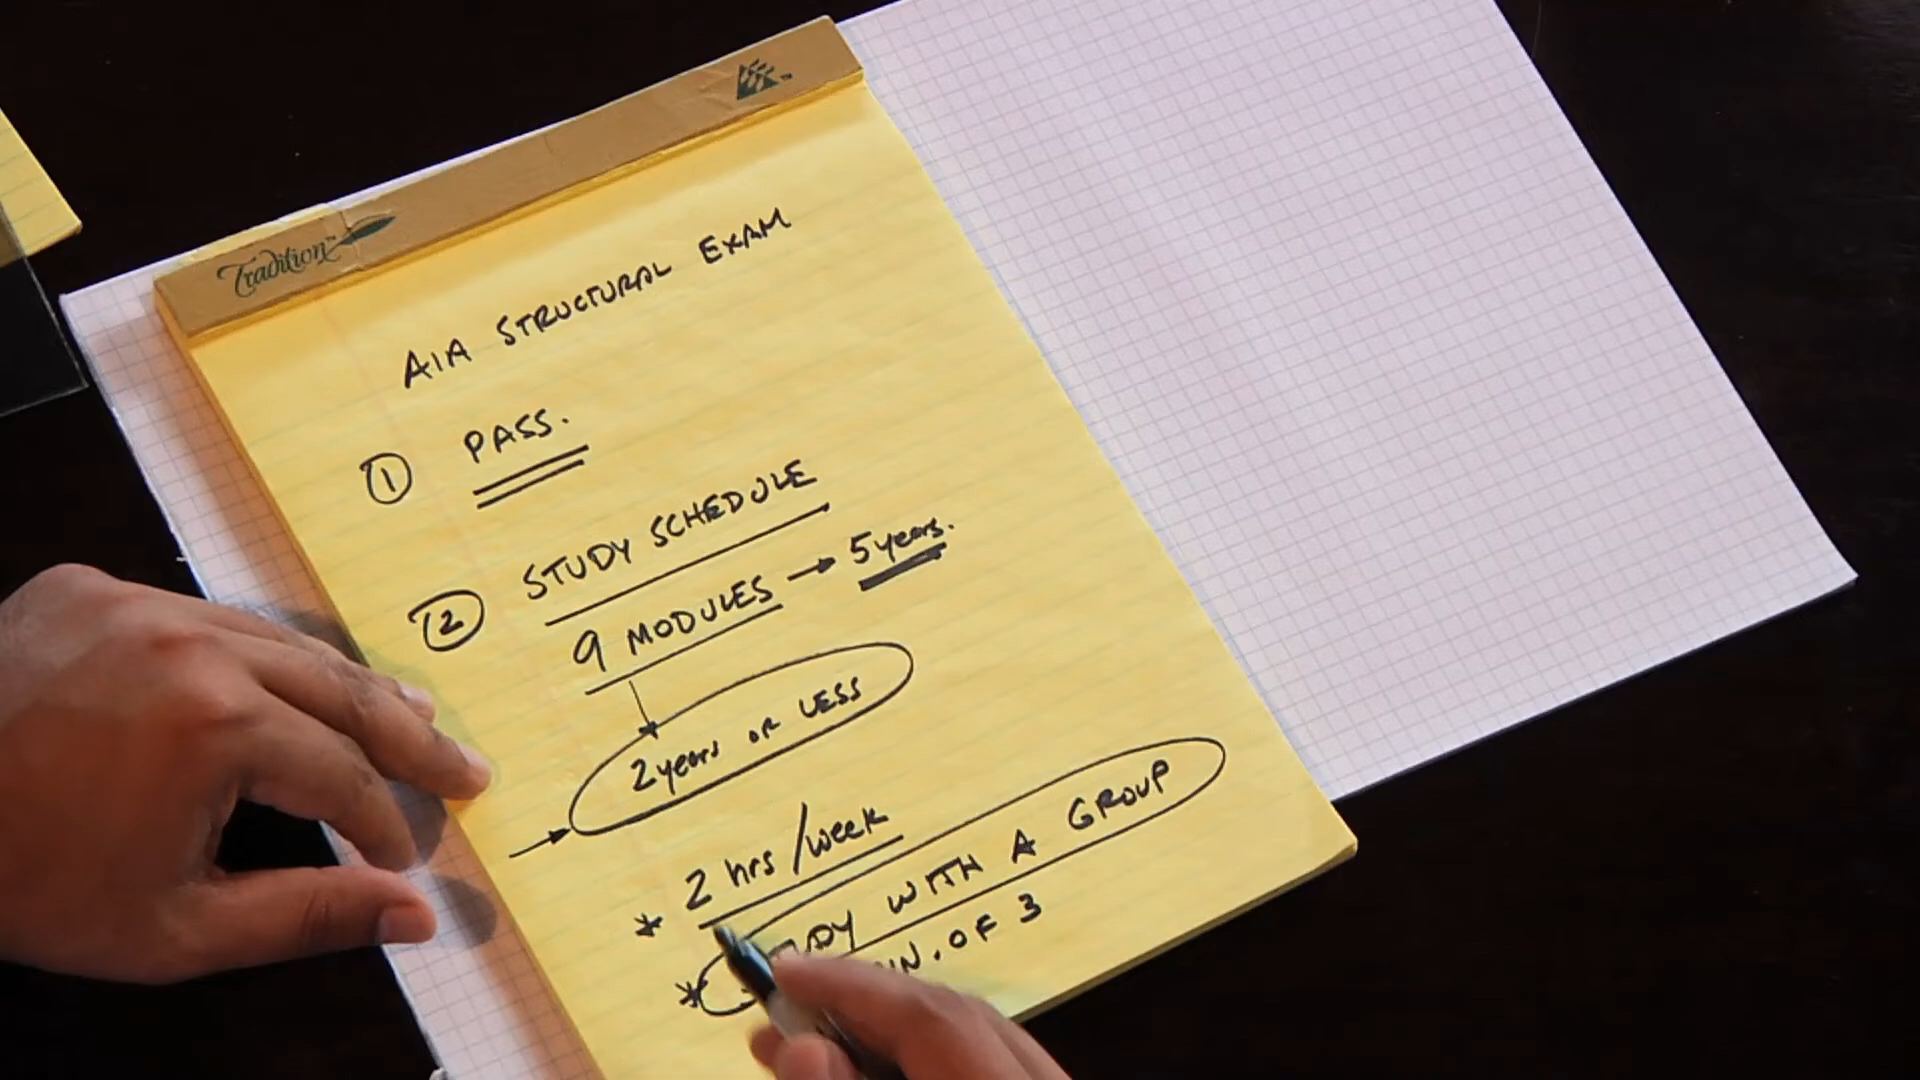 Tradition™
AIA STRUCTURAL EXAM
① PASS.
② STUDY SCHEDULE
9 MODULES → 5 years.
2 years or LESS
* 2 hrs/week
* WITH A GROUP
OF 3